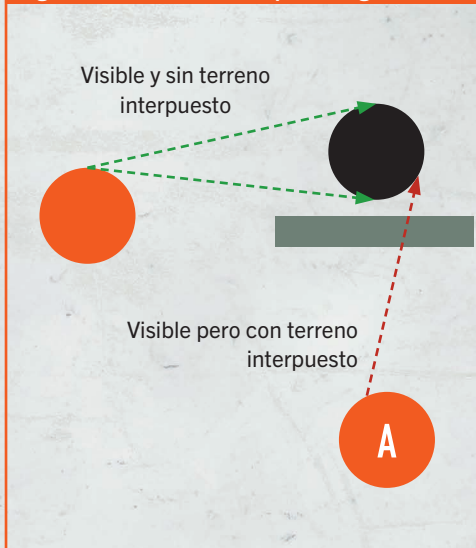 Visible y sin terreno
interpuesto
Visible pero con terreno
interpuesto
A